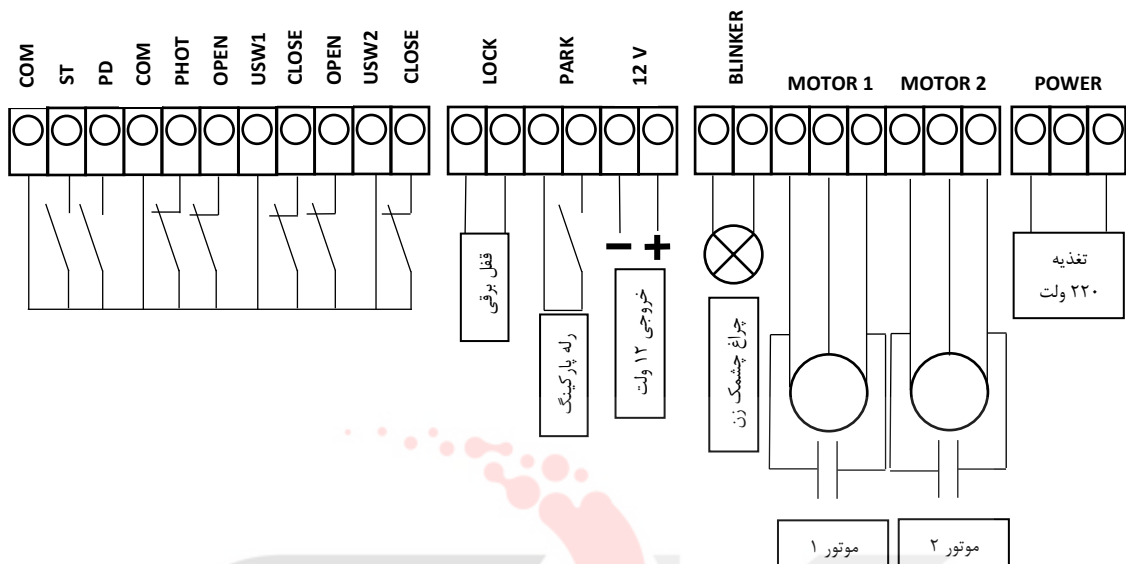 COM
ST
PD
COM
PHOT
OPEN
USW1
CLOSE
OPEN
USW2
CLOSE
LOCK
PARK
12 V
BLINKER
MOTOR 1
MOTOR 2
POWER
قفل برقی
رله پارکینگ
خروجی ۱۲ ولت
چراغ چشمک زن
تغذیه
۲۲۰ ولت
موتور ۱
موتور ۲